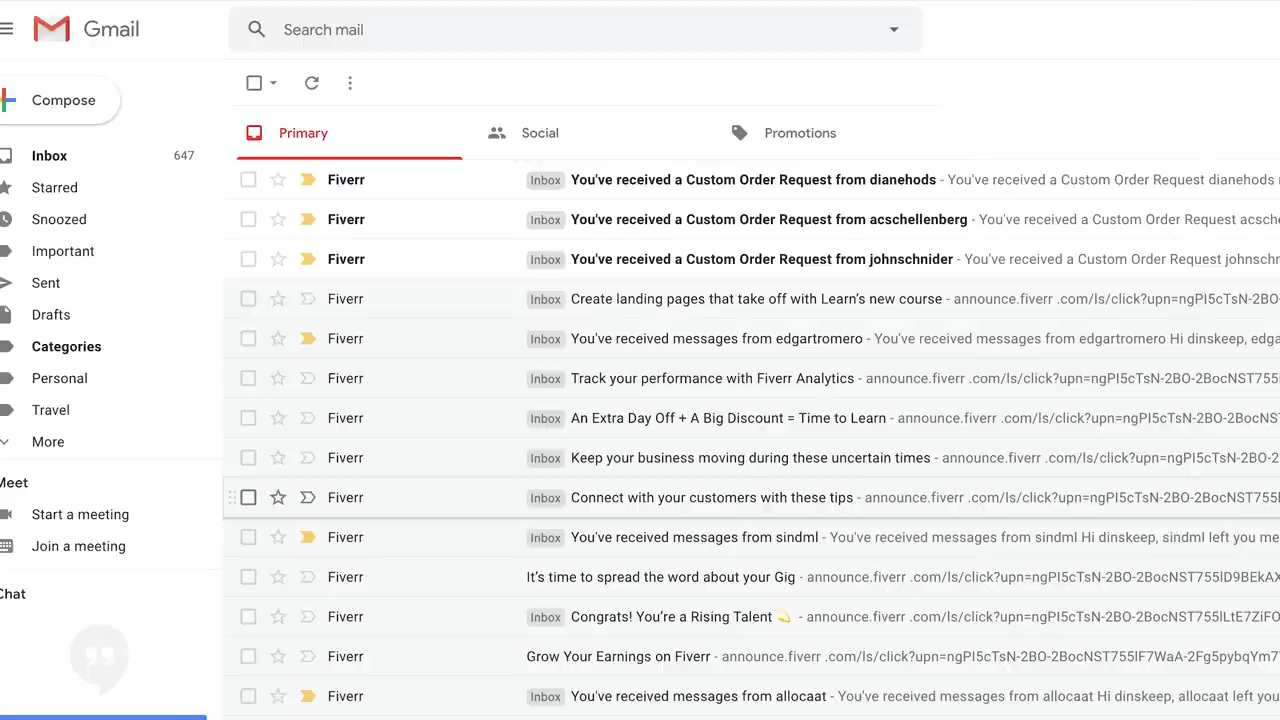 Gmail
Search mail
Compose
Primary
Social
Promotions
Inbox 647
Starred
Snoozed
Important
Sent
Drafts
Categories
Personal
Travel
More
Meet
Start a meeting
Join a meeting
Chat
Fiverr Inbox You've received a Custom Order Request from dianehods - You've received a Custom Order Request dianehods
Fiverr Inbox You've received a Custom Order Request from acschellenberg - You've received a Custom Order Request acsche
Fiverr Inbox You've received a Custom Order Request from johnschnider - You've received a Custom Order Request johnschr
Fiverr Inbox Create landing pages that take off with Learn’s new course - announce.fiverr .com/ls/click?upn=ngPI5cTsN-2BO-
Fiverr Inbox You've received messages from edgartromero - You've received messages from edgartromero Hi dinskeep, edga
Fiverr Inbox Track your performance with Fiverr Analytics - announce.fiverr .com/ls/click?upn=ngPI5cTsN-2BO-2BocNST755
Fiverr Inbox An Extra Day Off + A Big Discount = Time to Learn - announce.fiverr .com/ls/click?upn=ngPI5cTsN-2BO-2BocNS
Fiverr Inbox Keep your business moving during these uncertain times - announce.fiverr .com/ls/click?upn=ngPI5cTsN-2BO-2
Fiverr Inbox Connect with your customers with these tips - announce.fiverr .com/ls/click?upn=ngPI5cTsN-2BO-2BocNST755
Fiverr Inbox You've received messages from sindml - You've received messages from sindml Hi dinskeep, sindml left you me
Fiverr It’s time to spread the word about your Gig - announce.fiverr .com/ls/click?upn=ngPI5cTsN-2BO-2BocNST755lD9BEkAX
Fiverr Inbox Congrats! You’re a Rising Talent 💫 - announce.fiverr .com/ls/click?upn=ngPI5cTsN-2BO-2BocNST755lLtE7ZiFO
Fiverr Grow Your Earnings on Fiverr - announce.fiverr .com/ls/click?upn=ngPI5cTsN-2BO-2BocNST755lF7WaA-2Fg5pybqYm7
Fiverr Inbox You've received messages from allocaat - You've received messages from allocaat Hi dinskeep, allocaat left you